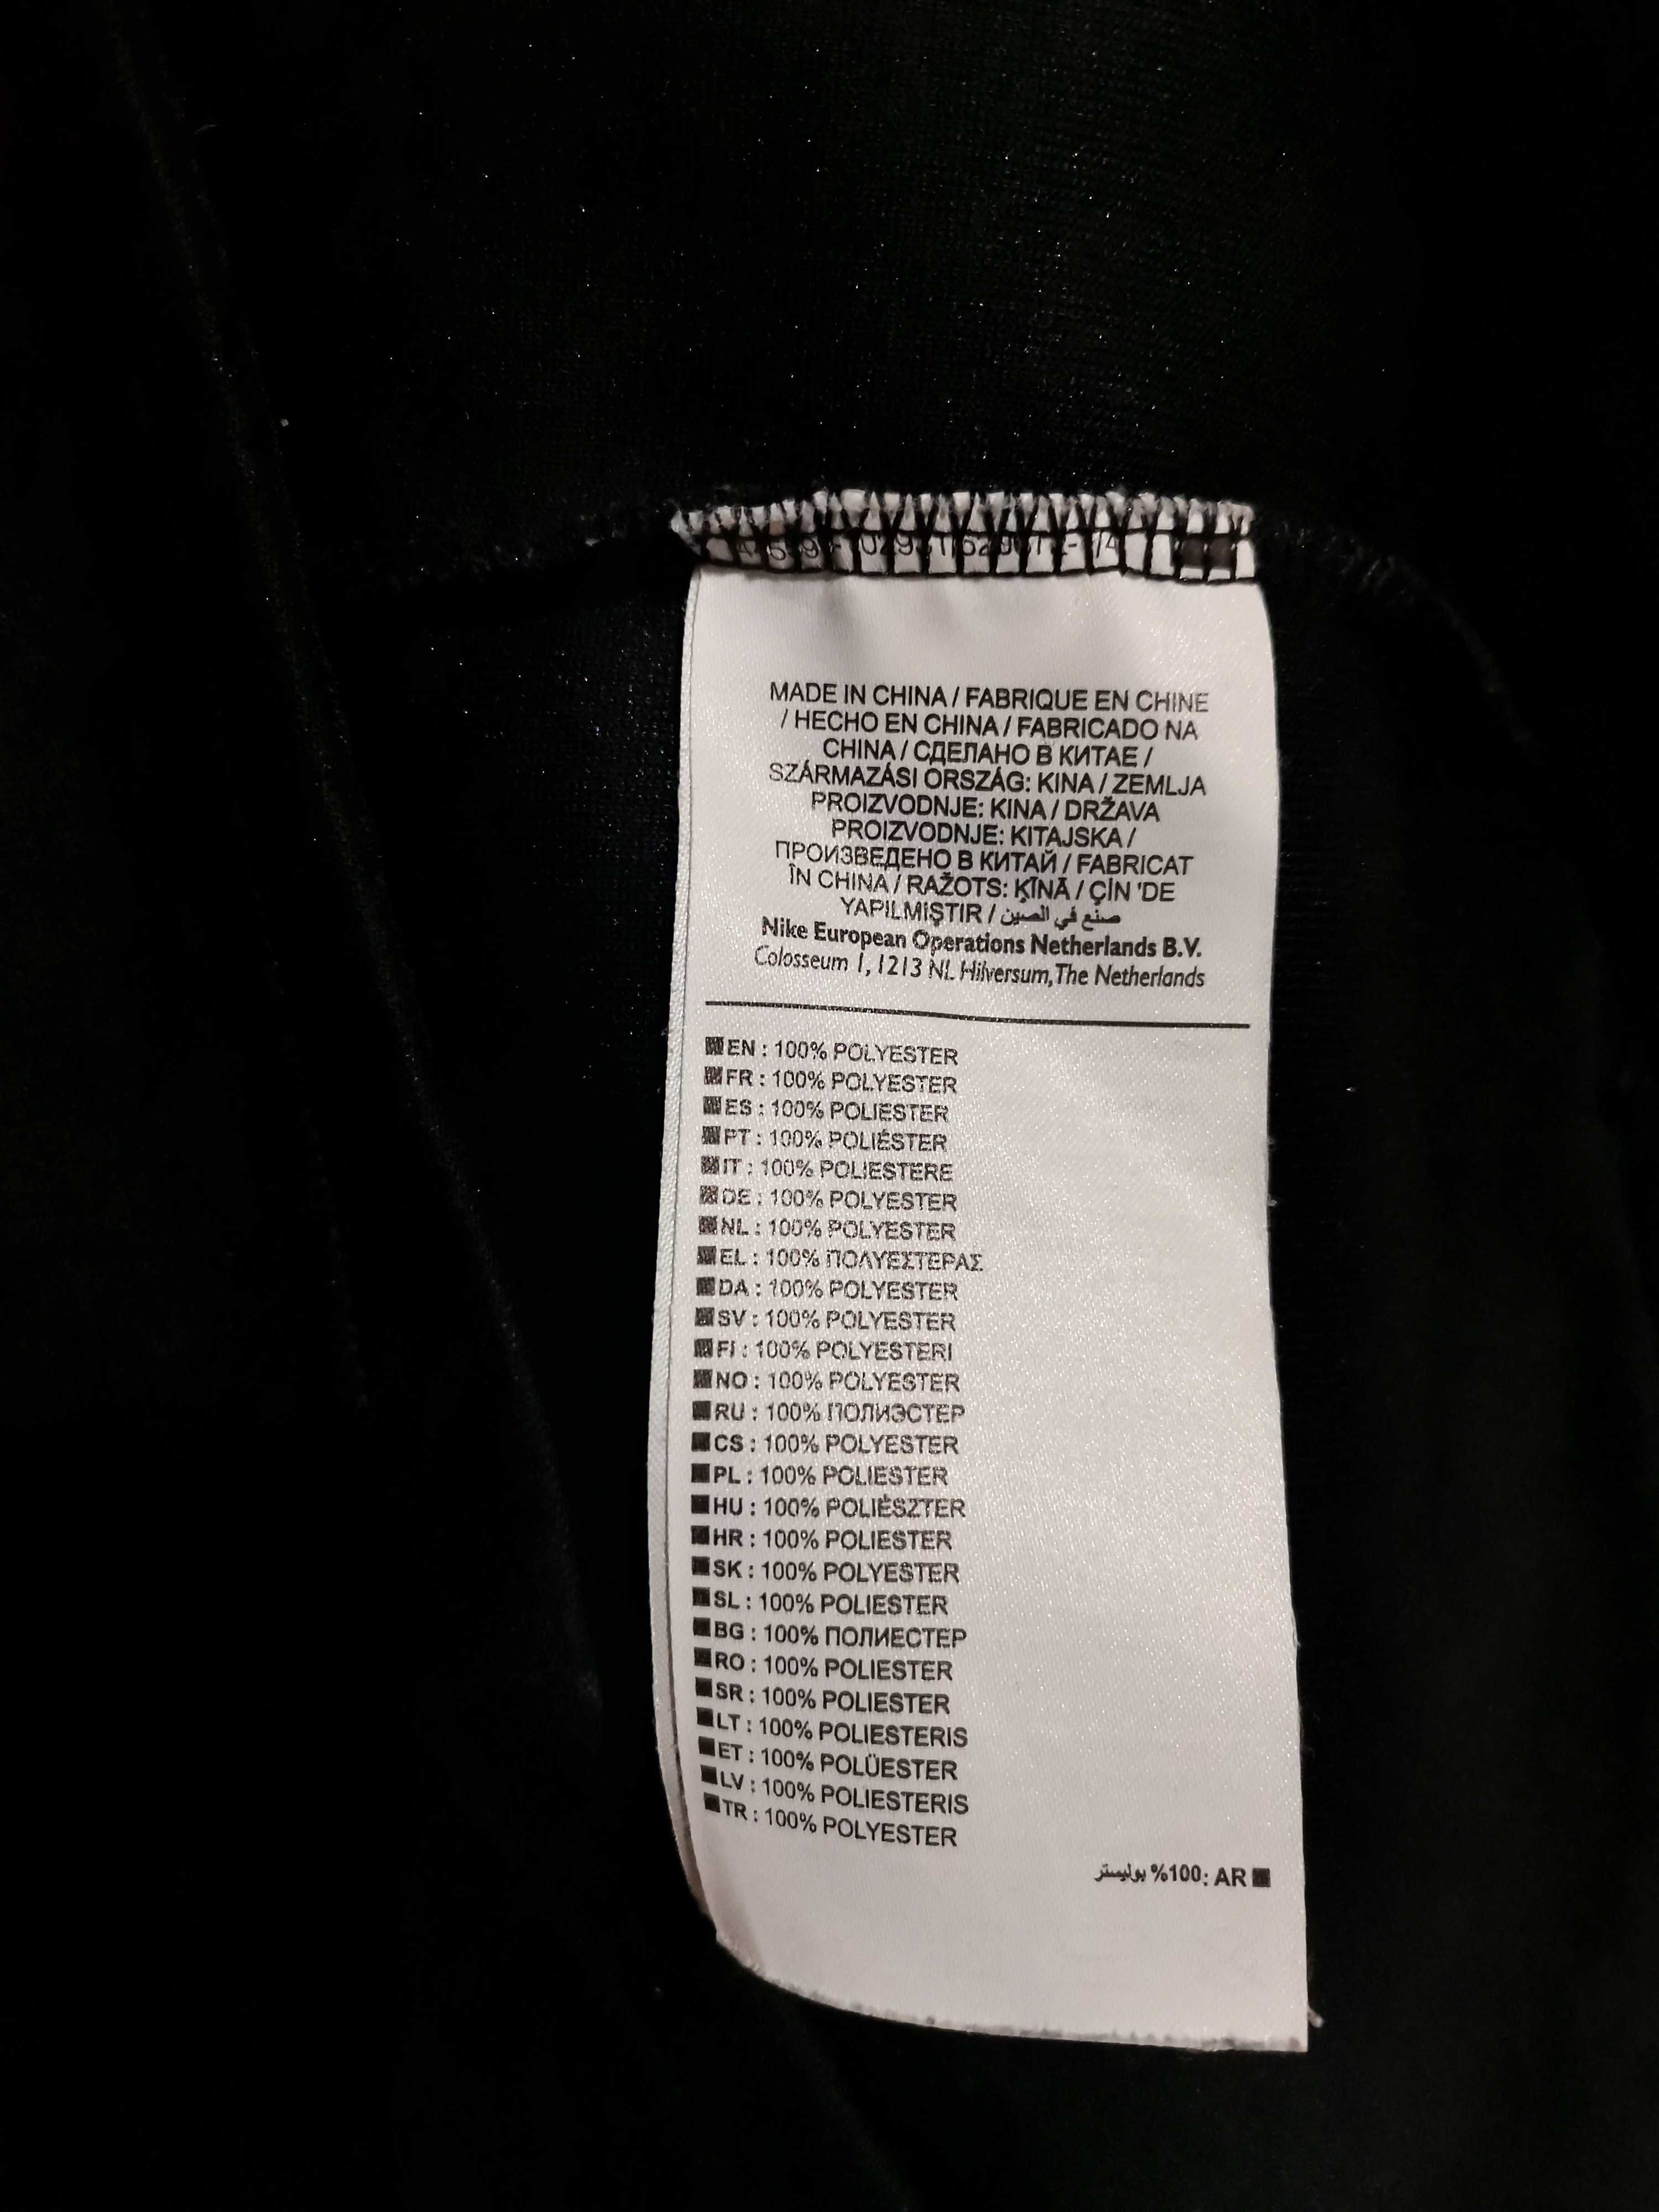 MADE IN CHINA / FABRIQUE EN CHINE
/ HECHO EN CHINA / FABRICADO NA
CHINA / СДЕЛАНО В КИТАЕ /
SZÁRMAZÁSI ORSZÁG: KINA / ZEMLJA
PROIZVODNJE: KINA / DRŽAVA
PROIZVODNJE: KITAJSKA /
ПРОИЗВЕДЕНО В КИТАЙ / FABRICAT
ÎN CHINA / RAŽOTS: ĶĪNĀ / ÇİN 'DE
YAPILMIŞTIR / صنع في الصين
Nike European Operations Netherlands B.V.
Colosseum 1, 1213 NL Hilversum, The Netherlands
EN : 100% POLYESTER
FR : 100% POLYESTER
ES : 100% POLIESTER
PT : 100% POLIÉSTER
IT : 100% POLIESTERE
DE : 100% POLYESTER
NL : 100% POLYESTER
EL : 100% ΠΟΛΥΕΣΤΕΡΑΣ
DA : 100% POLYESTER
SV : 100% POLYESTER
FI : 100% POLYESTERI
NO : 100% POLYESTER
RU : 100% ПОЛИЭСТЕР
CS : 100% POLYESTER
PL : 100% POLIESTER
HU : 100% POLIÉSZTER
HR : 100% POLIESTER
SK : 100% POLYESTER
SL : 100% POLIESTER
BG : 100% ПОЛИЕСТЕР
RO : 100% POLIESTER
SR : 100% POLIESTER
LT : 100% POLIESTERIS
ET : 100% POLÜESTER
LV : 100% POLIESTERIS
TR : 100% POLYESTER
AR :100% بوليستر